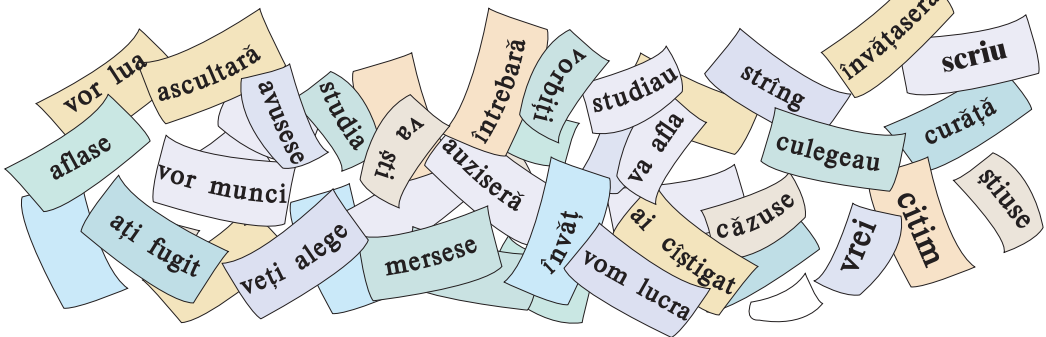 vor lua
ascultară
avusese
studia
va ști
întrebară
vorbiți
studiau
strîng
învățaseră
scriu
aflase
vor munci
auziseră
va afla
culegeau
curăță
ați fugit
veți alege
mersese
învăț
ai cîștigat
căzuse
vom lucra
vrei
citim
știuse